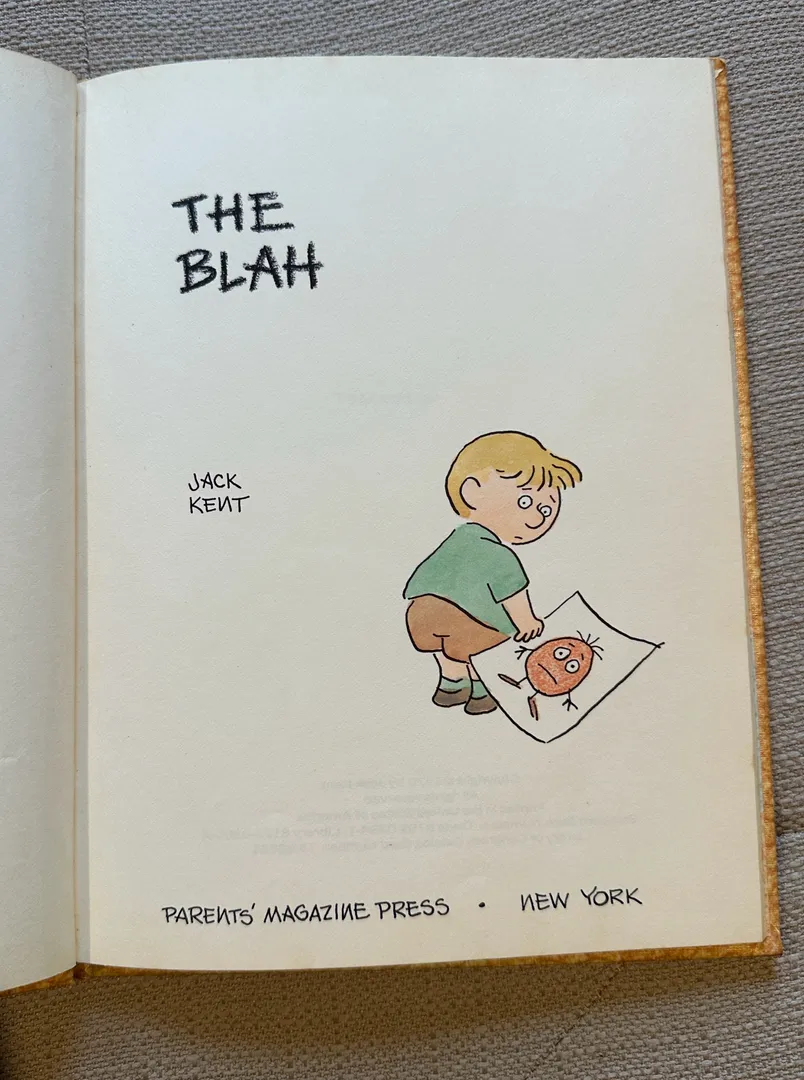 THE
BLAH
JACK
KENT
PARENTS' MAGAZINE PRESS • NEW YORK